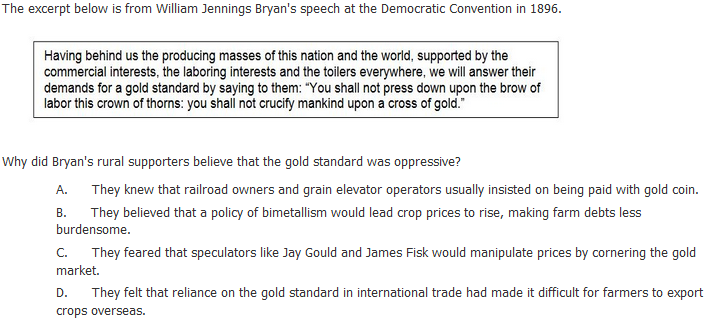 The excerpt below is from William Jennings Bryan's speech at the Democratic Convention in 1896.
Having behind us the producing masses of this nation and the world, supported by the
commercial interests, the laboring interests and the toilers everywhere, we will answer their
demands for a gold standard by saying to them: "You shall not press down upon the brow of
labor this crown of thorns: you shall not crucify mankind upon a cross of gold."
Why did Bryan's rural supporters believe that the gold standard was oppressive?
A. They knew that railroad owners and grain elevator operators usually insisted on being paid with gold coin.
B. They believed that a policy of bimetallism would lead crop prices to rise, making farm debts less
burdensome.
C. They feared that speculators like Jay Gould and James Fisk would manipulate prices by cornering the gold
market.
D. They felt that reliance on the gold standard in international trade had made it difficult for farmers to export
crops overseas.